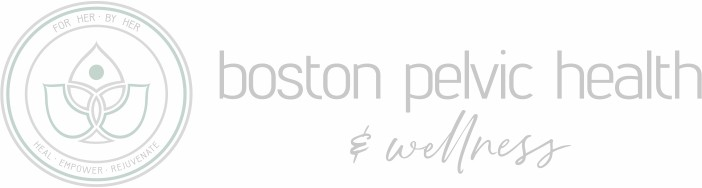 FOR HER · BY HER
HEAL · EMPOWER · REJUVENATE
boston pelvic health
& wellness